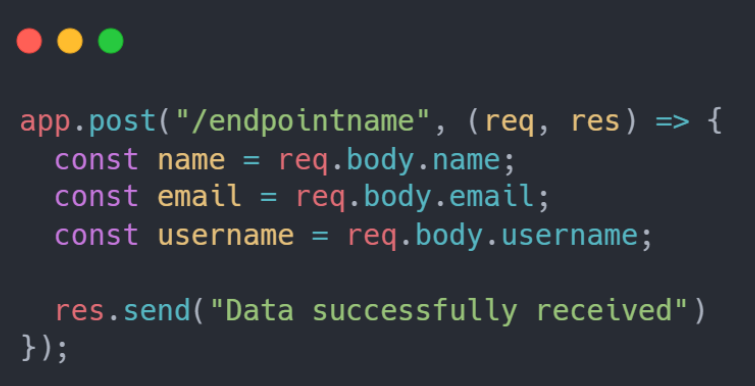 app.post("/endpointname", (req, res) => {
  const name = req.body.name;
  const email = req.body.email;
  const username = req.body.username;

  res.send("Data successfully received")
});